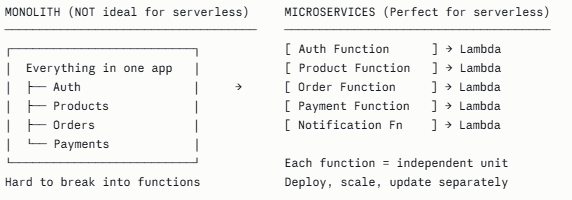 MONOLITH (NOT ideal for serverless)
Everything in one app
├── Auth
├── Products
├── Orders
└── Payments
Hard to break into functions
→
MICROSERVICES (Perfect for serverless)
[ Auth Function ] → Lambda
[ Product Function ] → Lambda
[ Order Function ] → Lambda
[ Payment Function ] → Lambda
[ Notification Fn ] → Lambda
Each function = independent unit
Deploy, scale, update separately